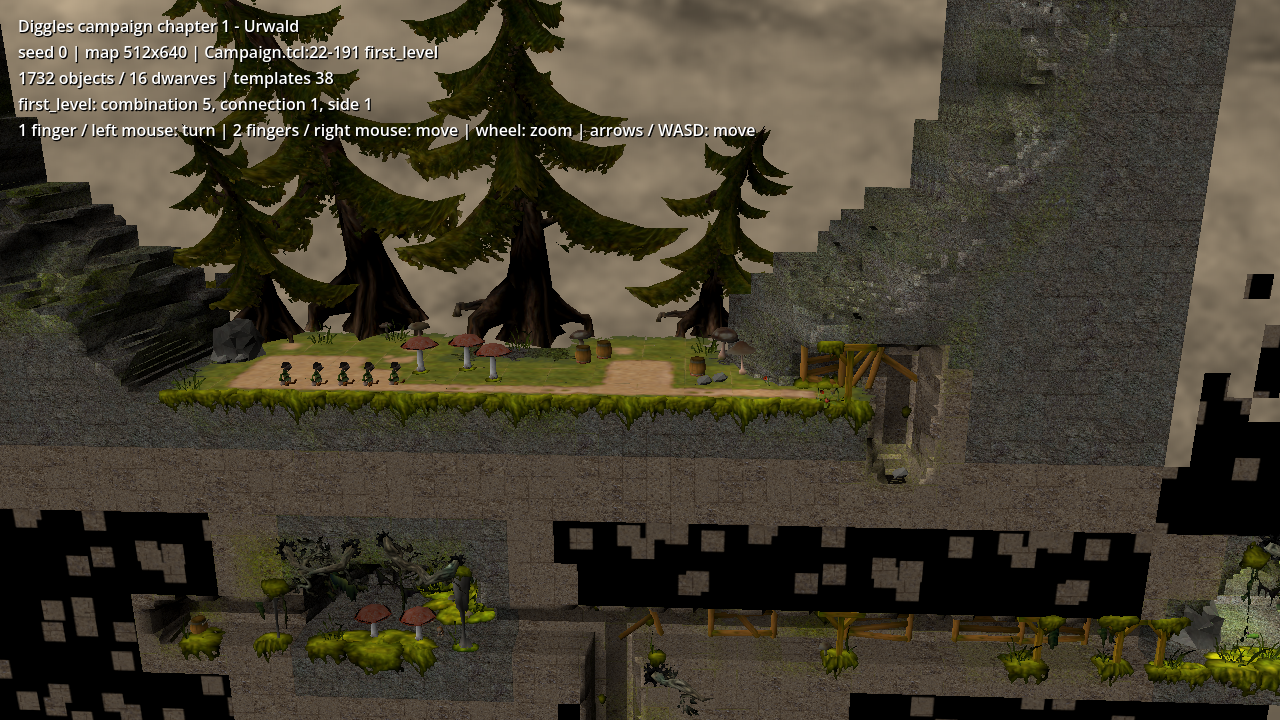 Diggles campaign chapter 1 - Urwald
seed 0 | map 512x640 | Campaign.tcl:22-191 first_level
1732 objects / 16 dwarves | templates 38
first_level: combination 5, connection 1, side 1
1 finger / left mouse: turn | 2 fingers / right mouse: move | wheel: zoom | arrows / WASD: move